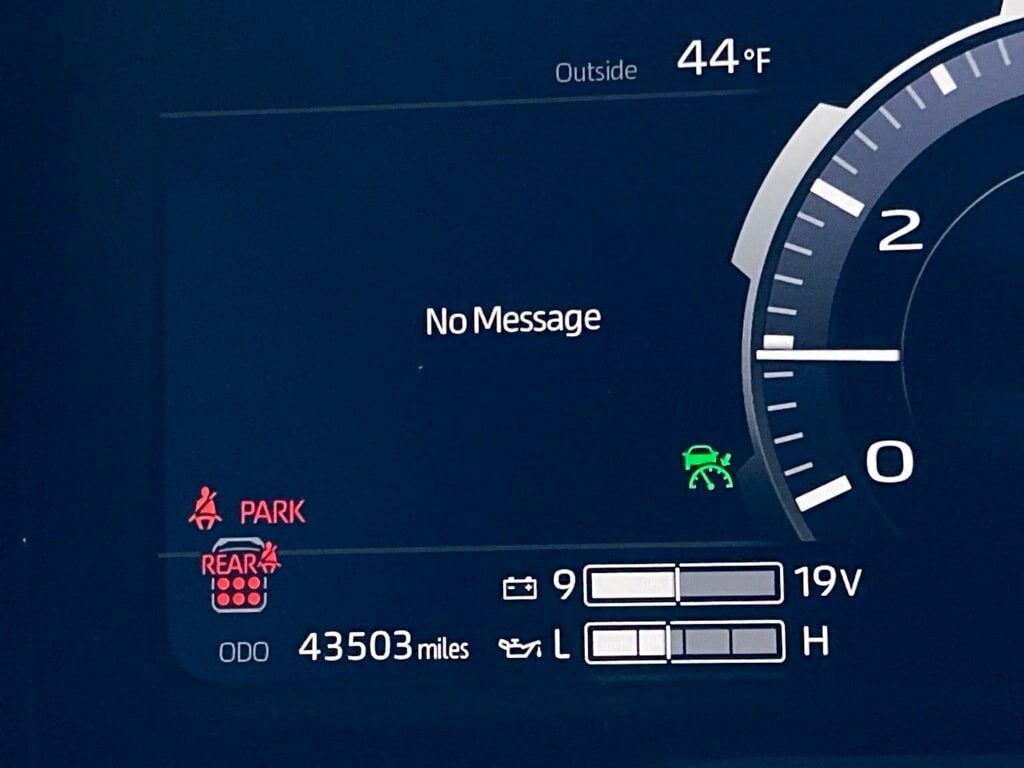 Outside 44°F
2
No Message
0
PARK
REAR
9 19V
ODO 43503 miles L H